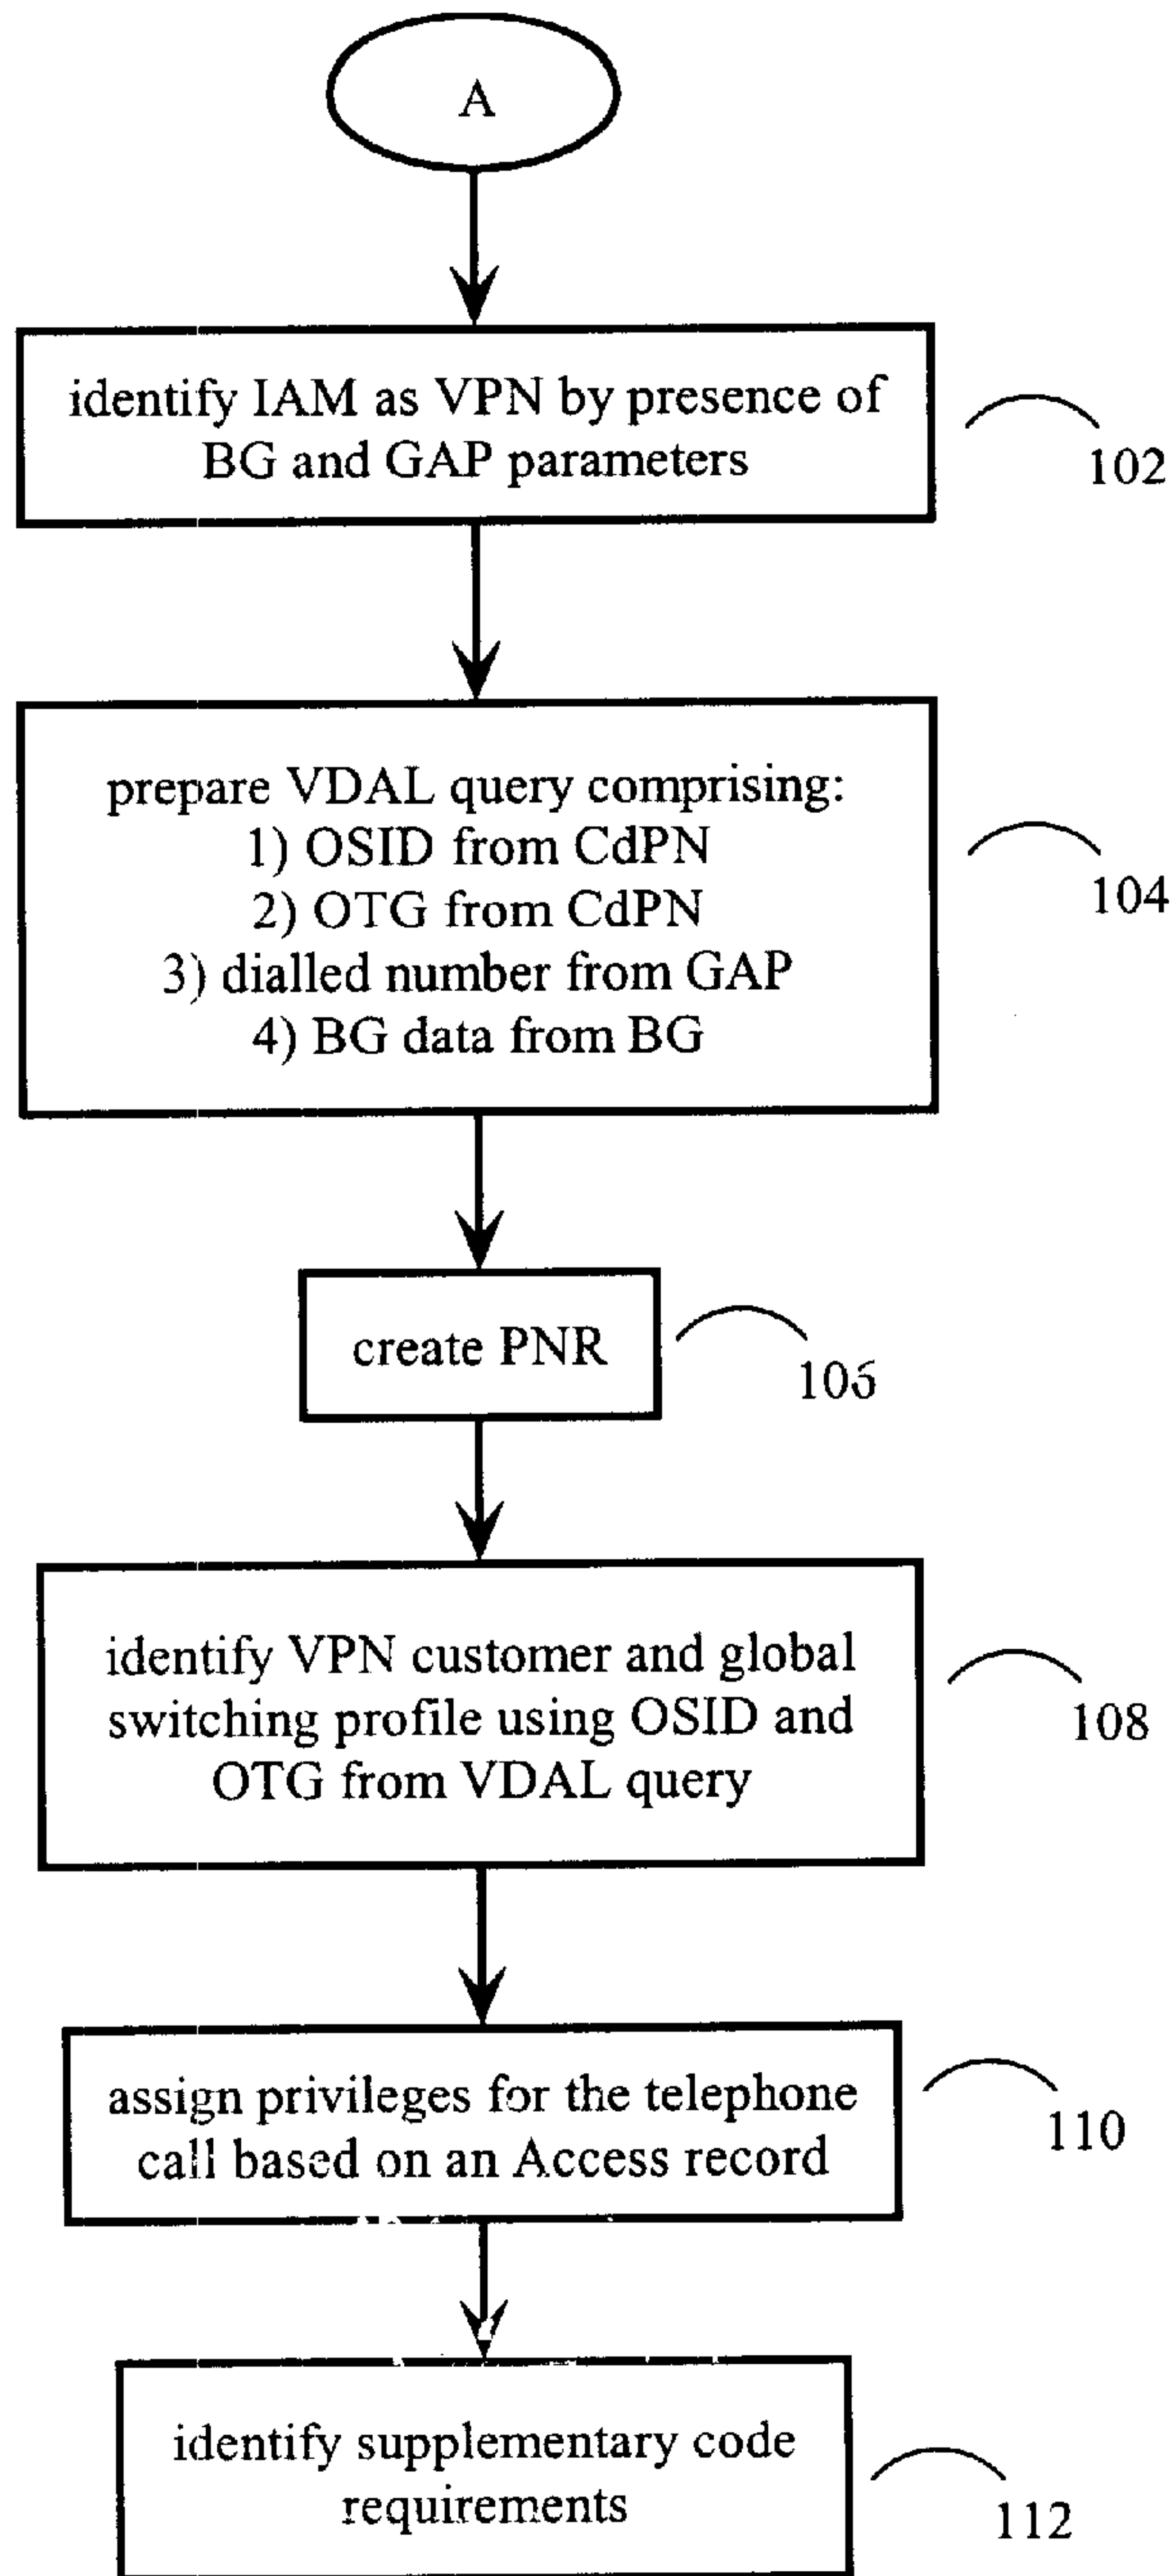 A
identify IAM as VPN by presence of
BG and GAP parameters
102
prepare VDAL query comprising:
1) OSID from CdPN
2) OTG from CdPN
3) dialled number from GAP
4) BG data from BG
104
create PNR
106
identify VPN customer and global
switching profile using OSID and
OTG from VDAL query
108
assign privileges for the telephone
call based on an Access record
110
identify supplementary code
requirements
112